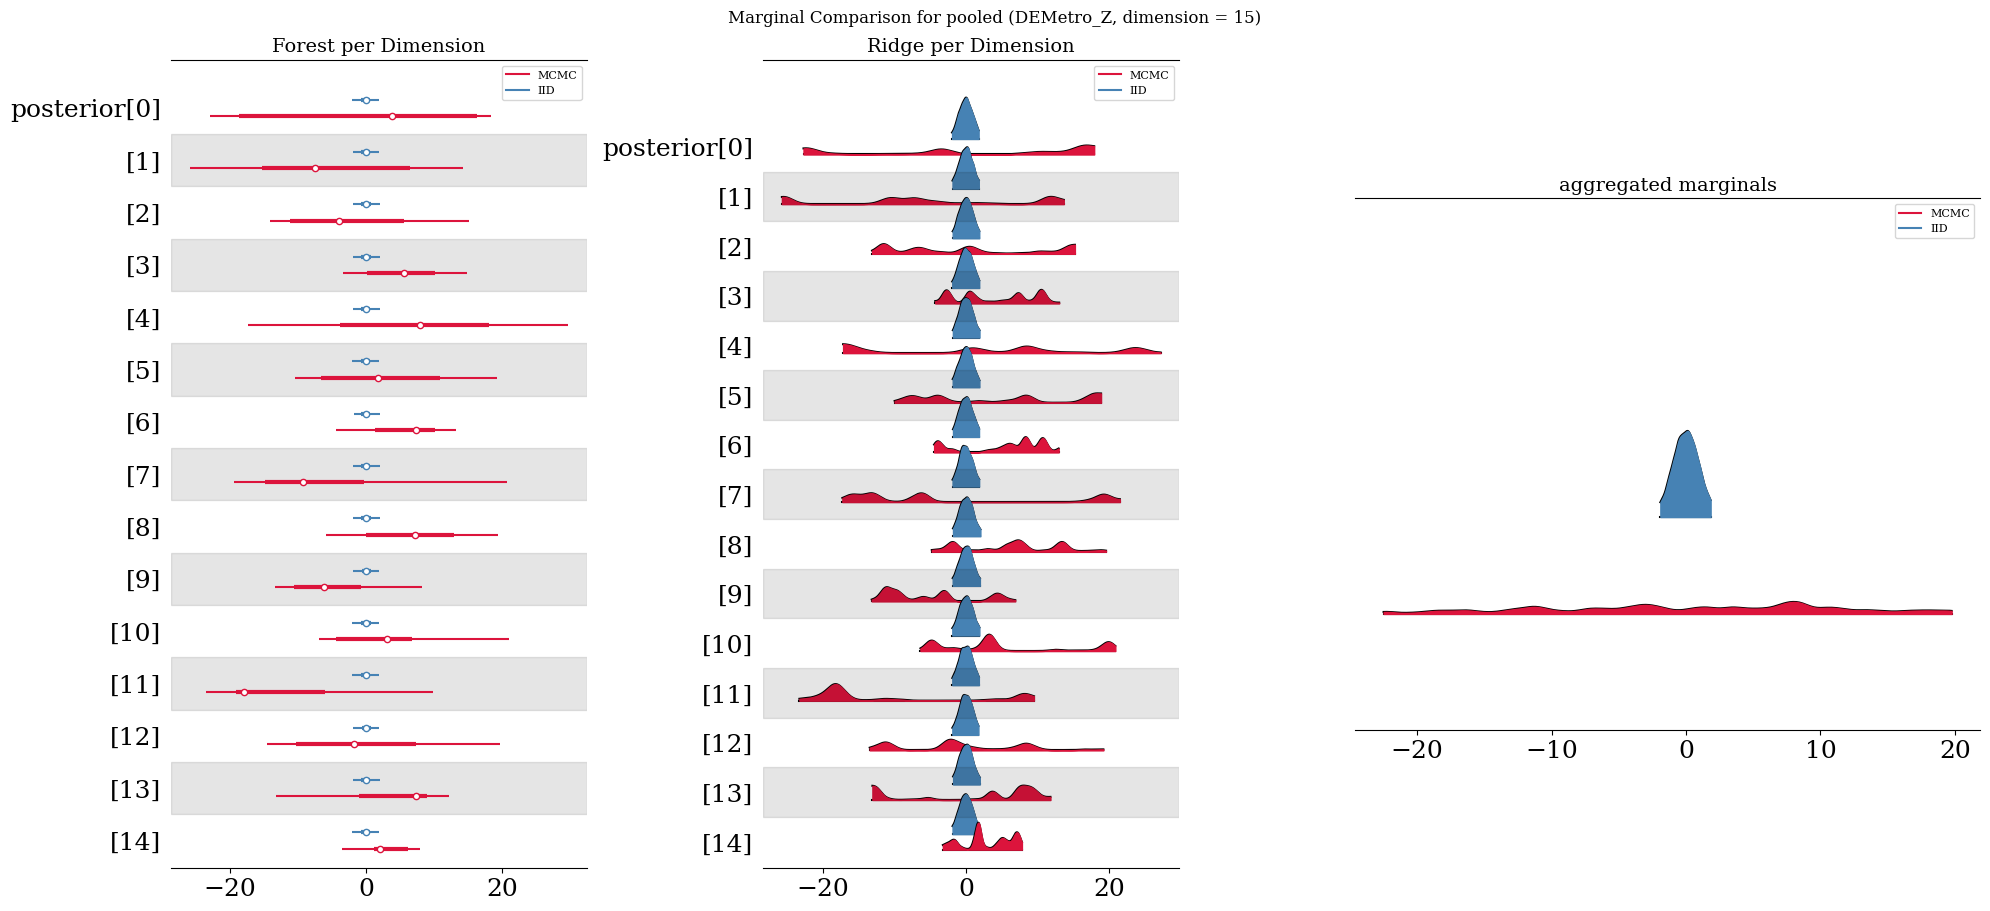 Marginal Comparison for pooled (DEMetro_Z, dimension = 15)
Forest per Dimension
MCMC
IID
posterior[0]
[1]
[2]
[3]
[4]
[5]
[6]
[7]
[8]
[9]
[10]
[11]
[12]
[13]
[14]
−20 0 20
Ridge per Dimension
MCMC
IID
posterior[0]
[1]
[2]
[3]
[4]
[5]
[6]
[7]
[8]
[9]
[10]
[11]
[12]
[13]
[14]
−20 0 20
aggregated marginals
MCMC
IID
−20 −10 0 10 20